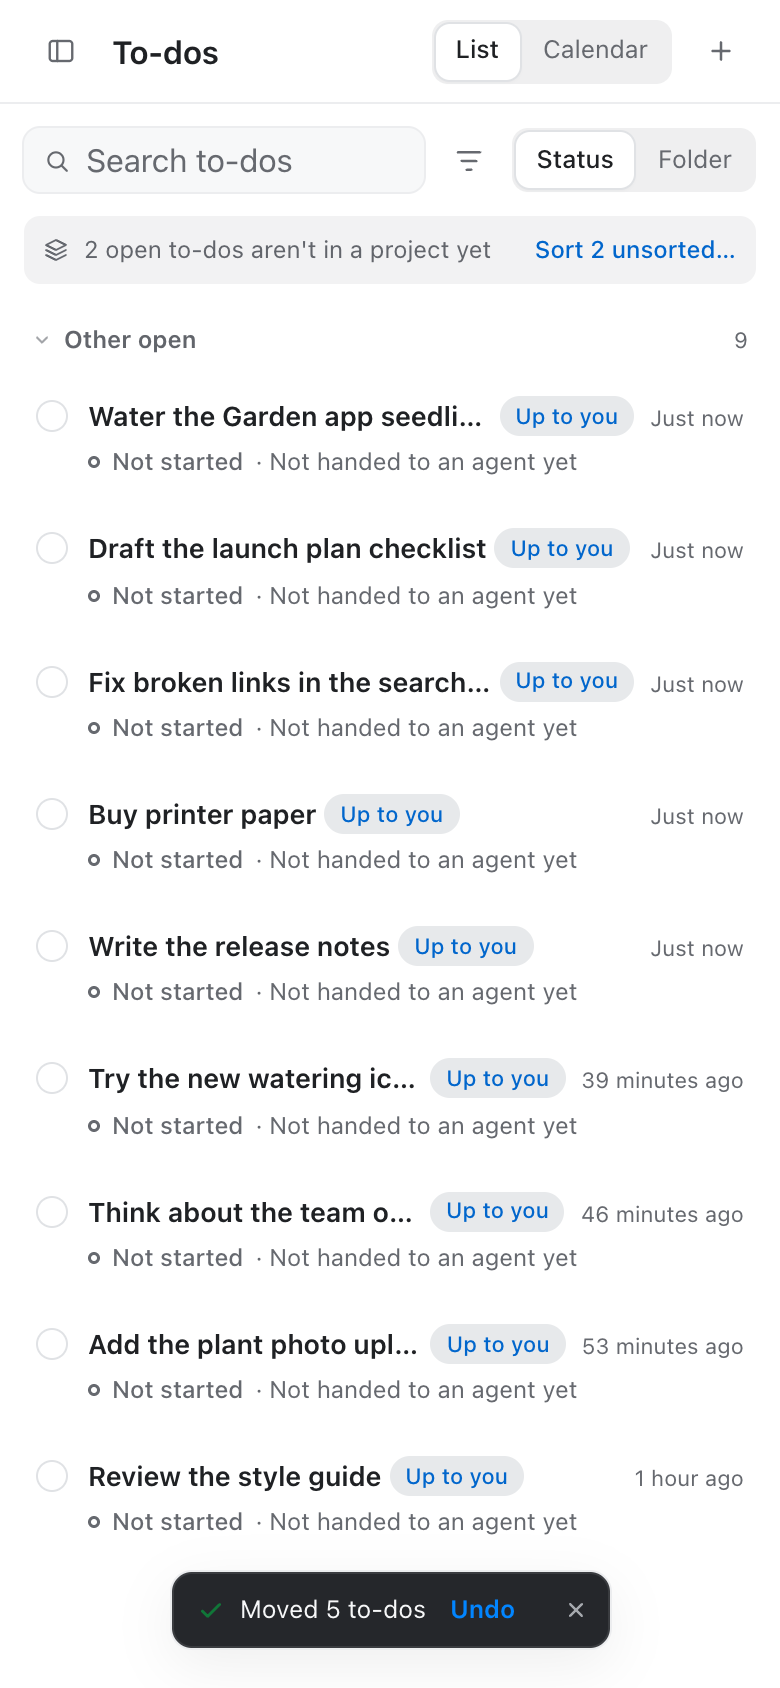 To-dos
List
Calendar
Search to-dos
Status
Folder
2 open to-dos aren't in a project yet
Sort 2 unsorted...
Other open
9
Water the Garden app seedli...
Up to you
Just now
Not started · Not handed to an agent yet
Draft the launch plan checklist
Up to you
Just now
Not started · Not handed to an agent yet
Fix broken links in the search...
Up to you
Just now
Not started · Not handed to an agent yet
Buy printer paper
Up to you
Just now
Not started · Not handed to an agent yet
Write the release notes
Up to you
Just now
Not started · Not handed to an agent yet
Try the new watering ic...
Up to you
39 minutes ago
Not started · Not handed to an agent yet
Think about the team o...
Up to you
46 minutes ago
Not started · Not handed to an agent yet
Add the plant photo upl...
Up to you
53 minutes ago
Not started · Not handed to an agent yet
Review the style guide
Up to you
1 hour ago
Not started · Not handed to an agent yet
Moved 5 to-dos
Undo